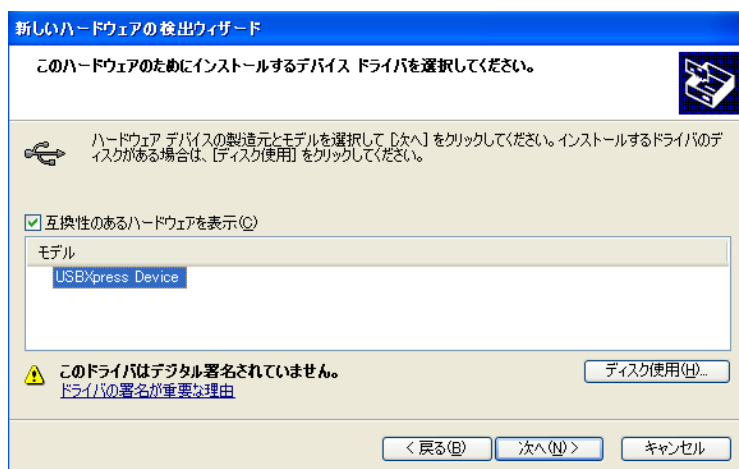 新しいハードウェアの検出ウィザード
このハードウェアのためにインストールするデバイス ドライバを選択してください。
ハードウェア デバイスの製造元とモデルを選択して [次へ] をクリックしてください。インストールするドライバのデ
ィスクがある場合は、[ディスク使用] をクリックしてください。
互換性のあるハードウェアを表示(C)
モデル
USBXpress Device
このドライバはデジタル署名されていません。
ディスク使用(H)...
ドライバの署名が重要な理由
< 戻る(B)
次へ(N) >
キャンセル